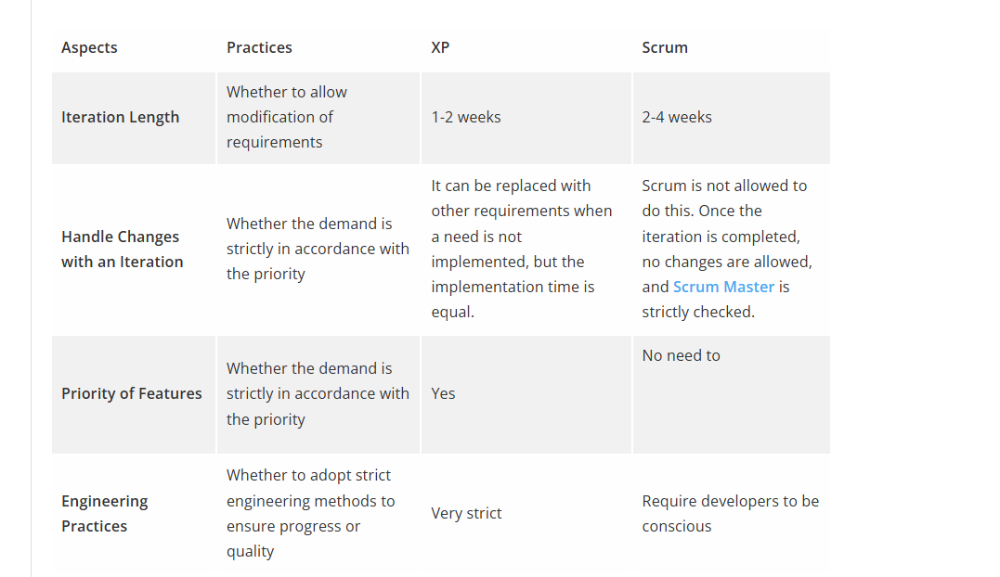 Aspects Practices XP Scrum
Iteration Length
Whether to allow
modification of
requirements
1-2 weeks
2-4 weeks
Handle Changes
with an Iteration
Whether the demand is
strictly in accordance with
the priority
It can be replaced with
other requirements when
a need is not
implemented, but the
implementation time is
equal.
Scrum is not allowed to
do this. Once the
iteration is completed,
no changes are allowed,
and Scrum Master is
strictly checked.
Priority of Features
Whether the demand is
strictly in accordance with
the priority
Yes
No need to
Engineering
Practices
Whether to adopt strict
engineering methods to
ensure progress or
quality
Very strict
Require developers to be
conscious